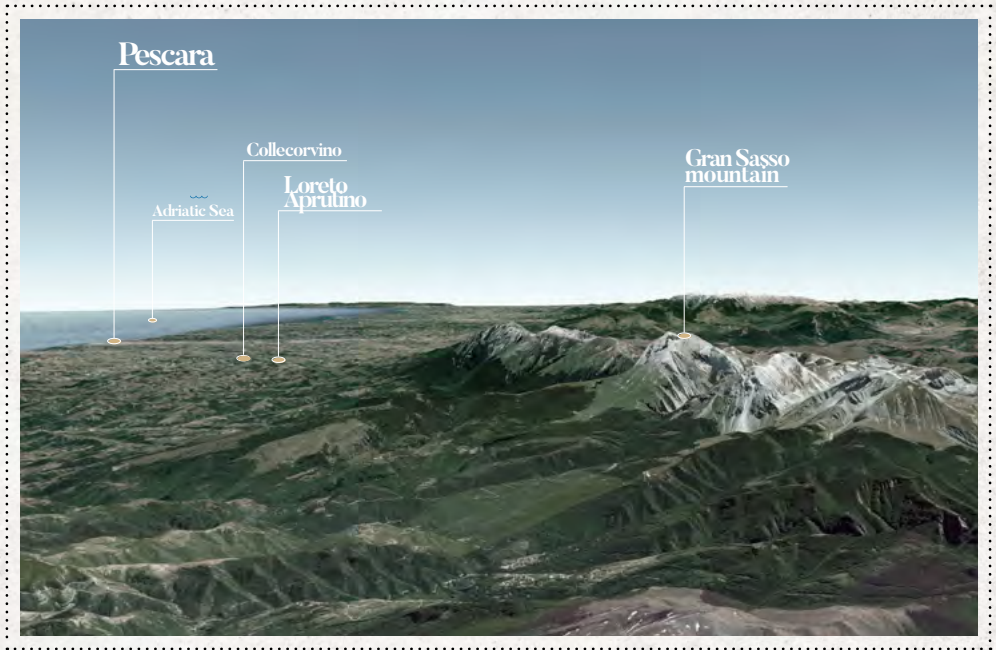 Pescara
Collecorvino
Loreto
Aprutino
Adriatic Sea
Gran Sasso
mountain